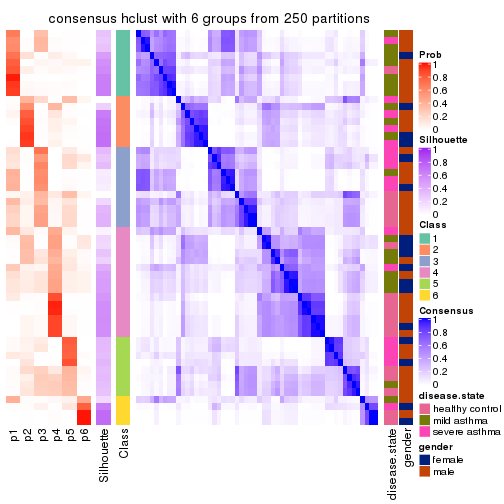 consensus hclust with 6 groups from 250 partitions
Prob
1
0.8
0.6
0.4
0.2
0
Silhouette
1
0.8
0.6
0.4
0.2
0
Class
1
2
3
4
5
6
Consensus
1
0.8
0.6
0.4
0.2
0
disease.state
healthy control
mild asthma
severe asthma
gender
female
male
p1
p2
p3
p4
p5
p6
Silhouette
Class
disease.state
gender